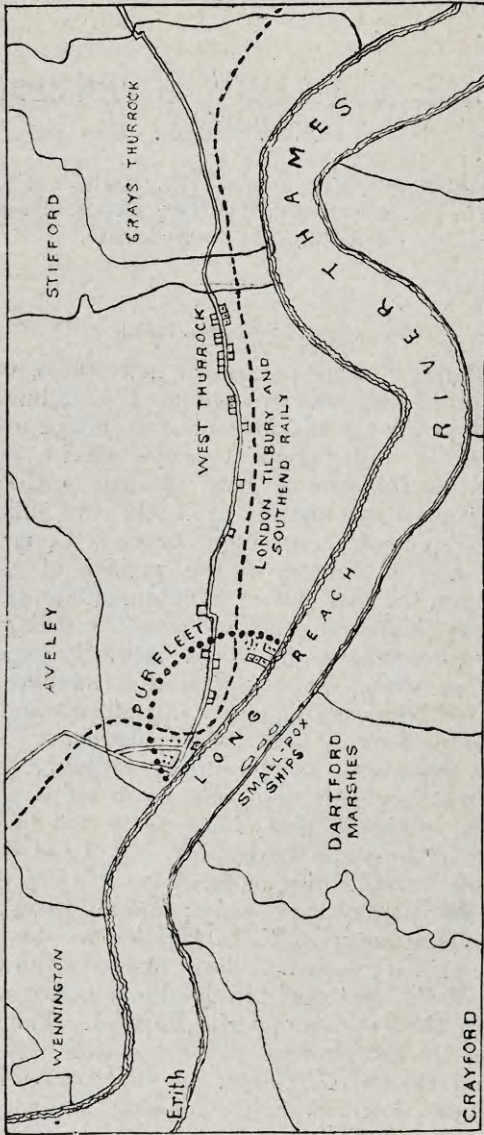 WENNINGTON
AVELEY
STIFFORD
GRAYS THURROCK
PURFLEET
WEST THURROCK
LONDON TILBURY AND
SOUTHEND RAILY
RIVER THAMES
LONG REACH
SMALL-POX
SHIPS
DARTFORD
MARSHES
Erith
CRAYFORD